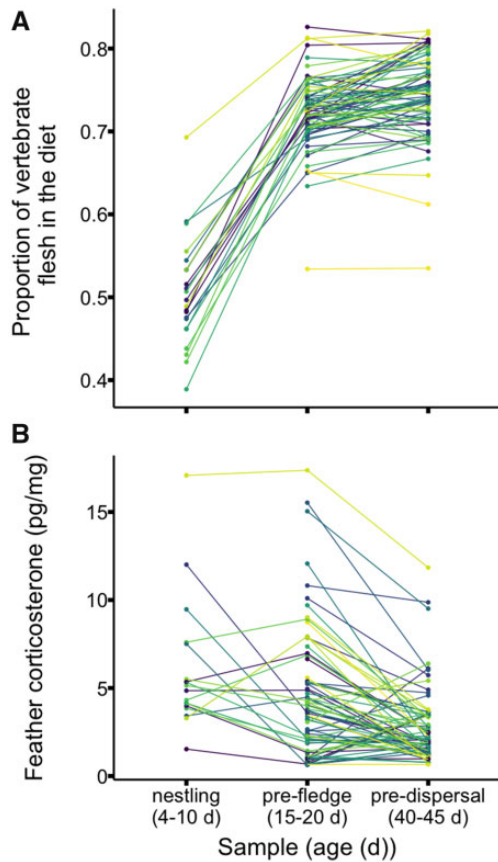 A
Proportion of vertebrate
flesh in the diet
0.8
0.7
0.6
0.5
0.4
B
Feather corticosterone (pg/mg)
15
10
5
0
nestling pre-fledge pre-dispersal
(4-10 d) (15-20 d) (40-45 d)
Sample (age (d))